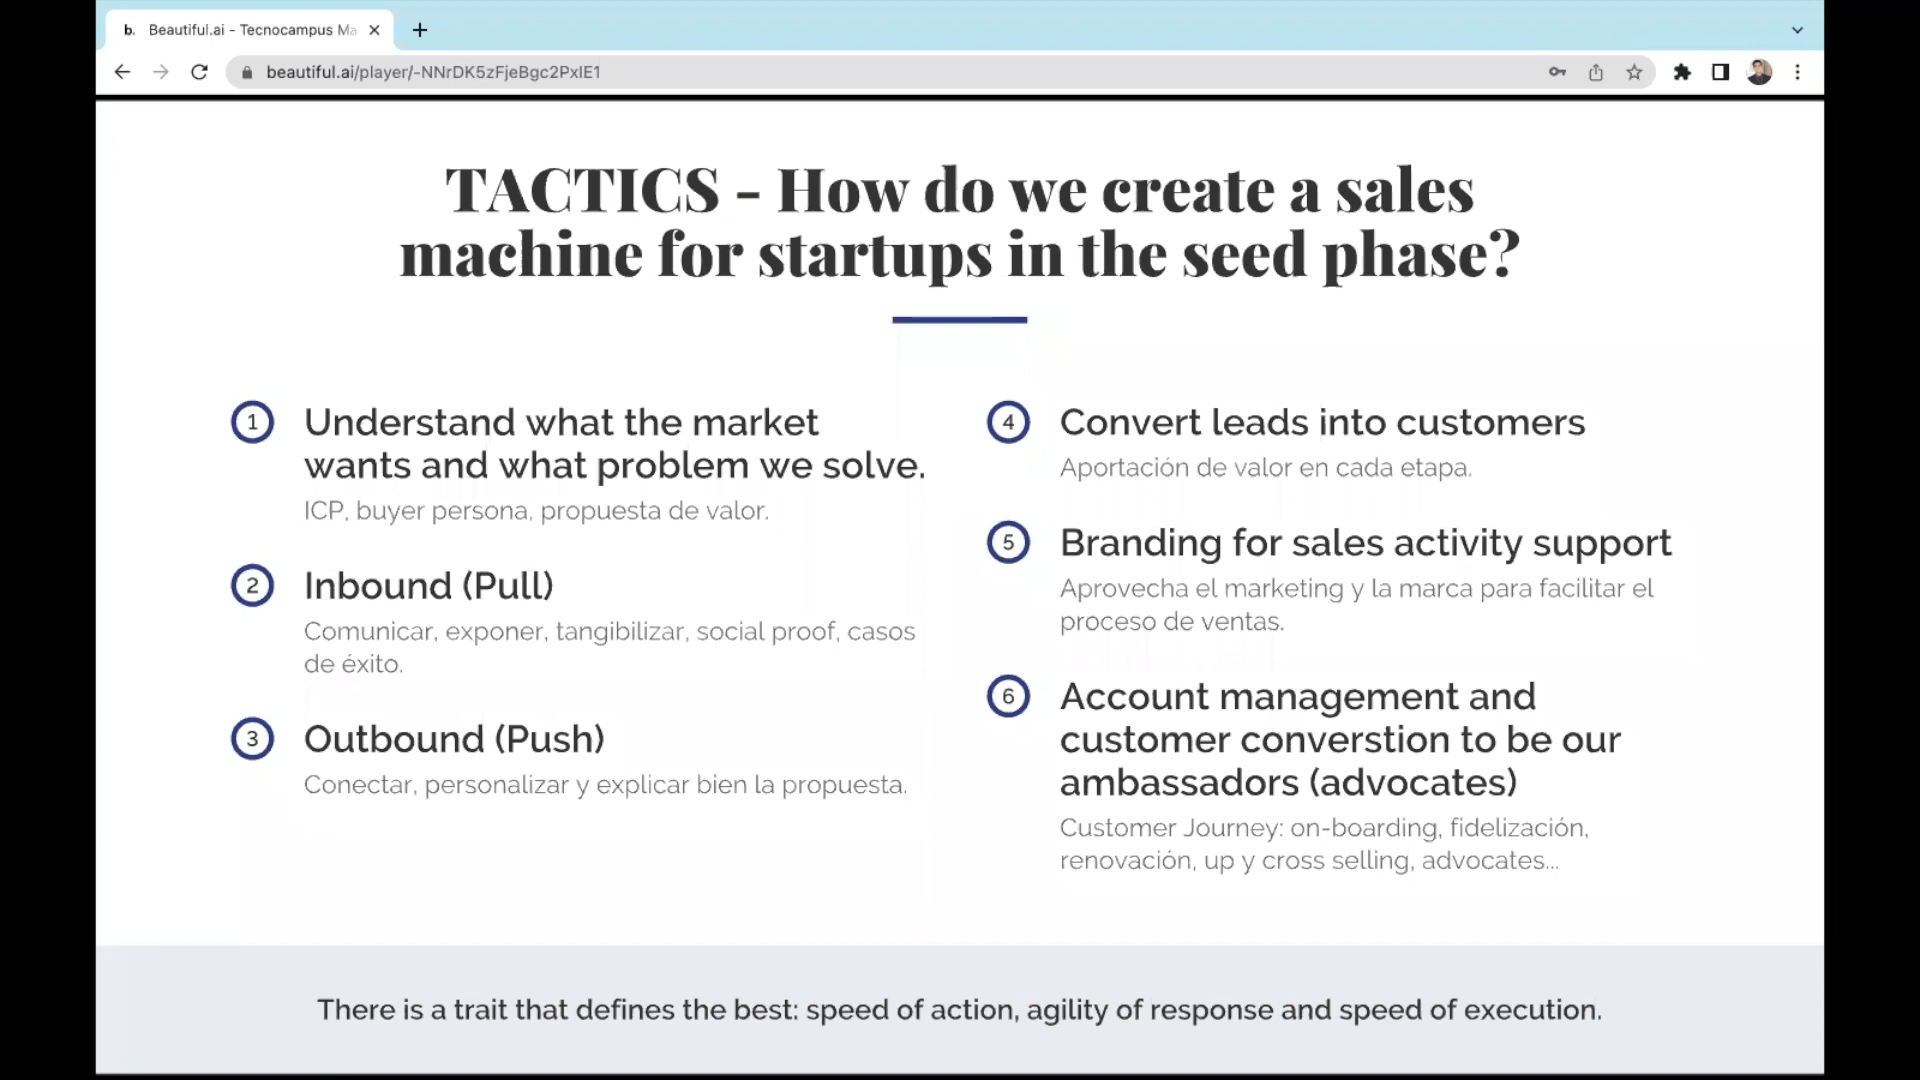 b. Beautiful.ai - Tecnocampus Ma
beautiful.ai/player/-NNrDK5zFjeBgc2PxIE1
TACTICS - How do we create a sales
machine for startups in the seed phase?
1 Understand what the market
wants and what problem we solve.
ICP, buyer persona, propuesta de valor.
2 Inbound (Pull)
Comunicar, exponer, tangibilizar, social proof, casos
de éxito.
3 Outbound (Push)
Conectar, personalizar y explicar bien la propuesta.
4 Convert leads into customers
Aportación de valor en cada etapa.
5 Branding for sales activity support
Aprovecha el marketing y la marca para facilitar el
proceso de ventas.
6 Account management and
customer converstion to be our
ambassadors (advocates)
Customer Journey: on-boarding, fidelización,
renovación, up y cross selling, advocates...
There is a trait that defines the best: speed of action, agility of response and speed of execution.